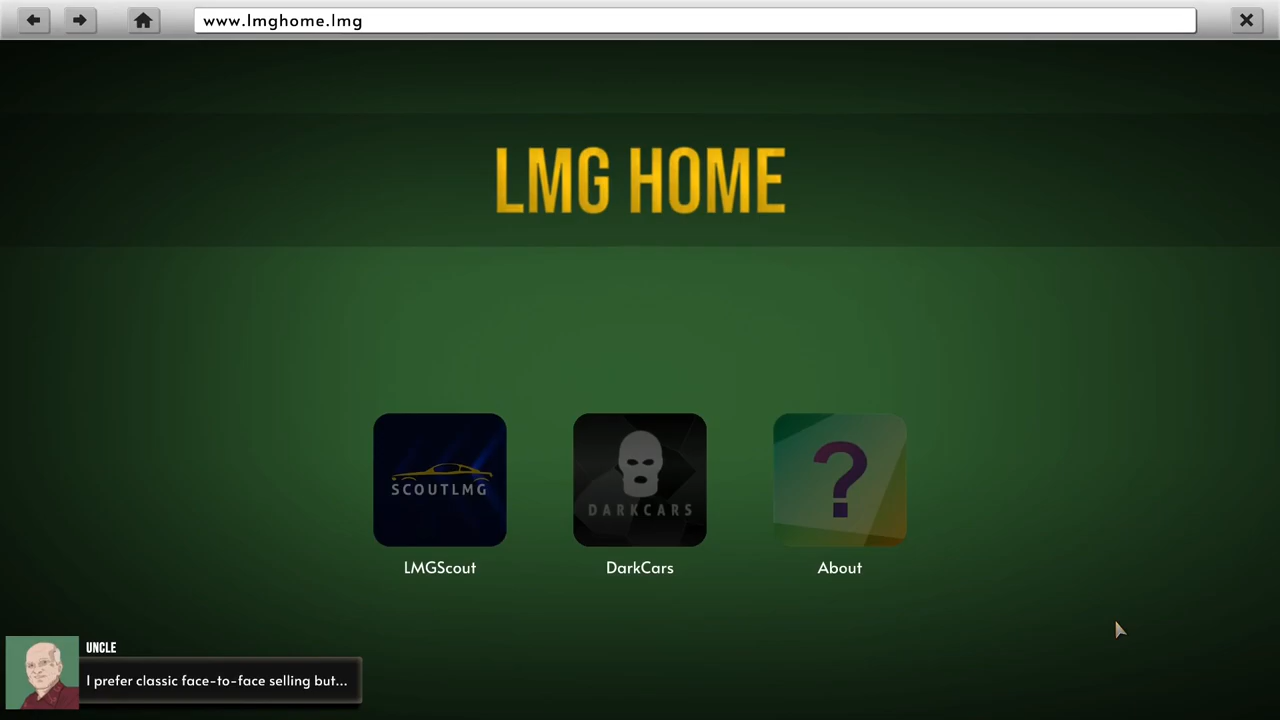 www.lmghome.lmg
LMG HOME
SCOUTLMG
DARKCARS
?
LMGScout
DarkCars
About
UNCLE
I prefer classic face-to-face selling but...